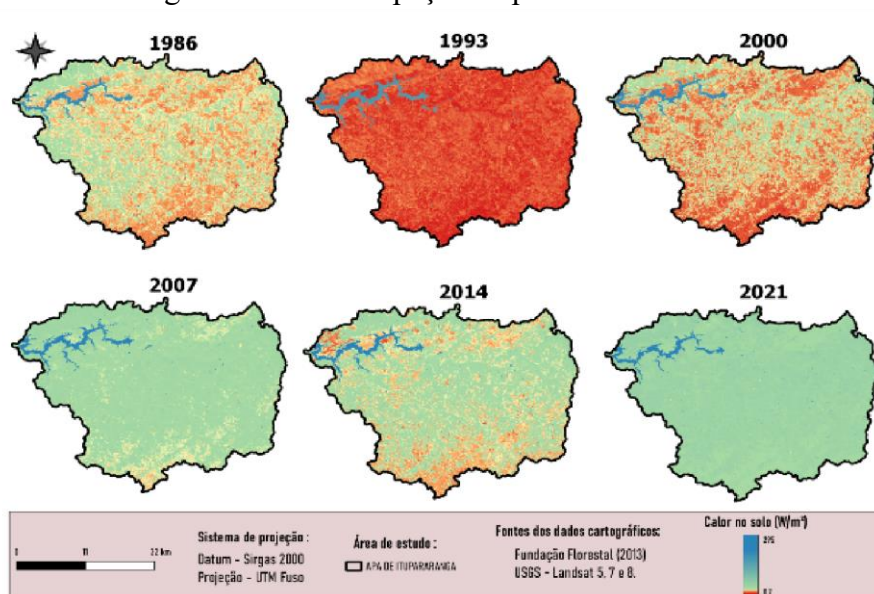 1986
1993
2000
2007
2014
2021
Sistema de projeção :
Datum - Sirgas 2000
Projeção - UTM Fuso
Área de estudo :
APA DE ITUPARARANGA
Fontes dos dados cartográficos:
Fundação Florestal (2013)
USGS - Landsat 5, 7 e 8.
Calor no solo (W/m²)
0
11
22 km